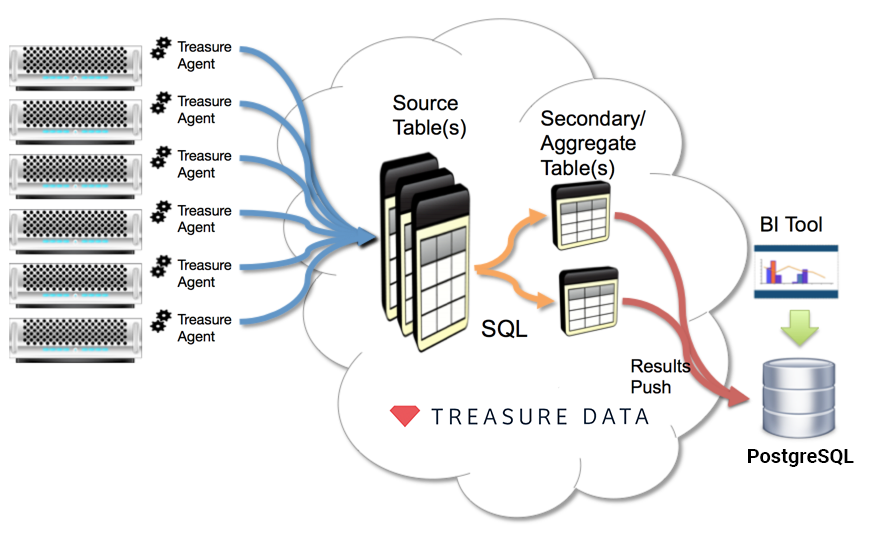 Treasure
Agent
Treasure
Agent
Treasure
Agent
Treasure
Agent
Treasure
Agent
Treasure
Agent
Source
Table(s)
Secondary/
Aggregate
Table(s)
SQL
BI Tool
Results
Push
TREASURE DATA
PostgreSQL